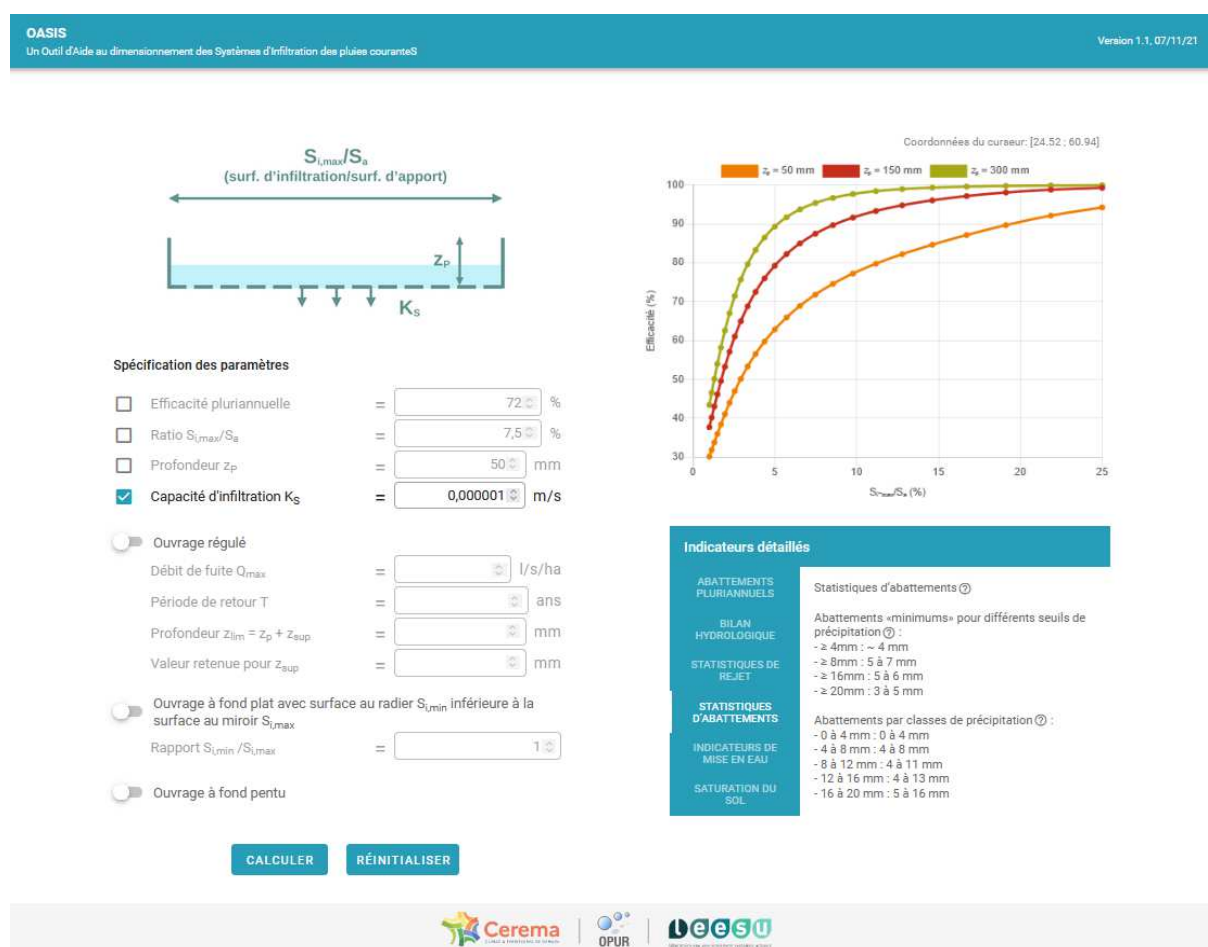 OASIS
Un Outil d'Aide au dimensionnement des Systèmes d'Infiltration des pluies couranteS
Version 1.1, 07/11/21
Si,max/Sa
(surf. d'infiltration/surf. d'apport)
ZP
KS
Spécification des paramètres
Efficacité pluriannuelle = 72 %
Ratio Si,max/Sa = 7,5 %
Profondeur zP = 50 mm
Capacité d'infiltration KS = 0,000001 m/s
Ouvrage régulé
Débit de fuite Qmax = l/s/ha
Période de retour T = ans
Profondeur zlim = zp + zsup = mm
Valeur retenue pour zsup = mm
Ouvrage à fond plat avec surface au radier Si,min inférieure à la
surface au miroir Si,max
Rapport Si,min /Si,max = 1
Ouvrage à fond pentu
CALCULER
RÉINITIALISER
Coordonnées du curseur: [24.52 ; 60.94]
zp = 50 mm zp = 150 mm zp = 300 mm
100
90
80
70
60
50
40
30
Efficacité (%)
0 5 10 15 20 25
Si,max/Sa (%)
Indicateurs détaillés
ABATTEMENTS
PLURIANNUELS
BILAN
HYDROLOGIQUE
STATISTIQUES DE
REJET
STATISTIQUES
D'ABATTEMENTS
INDICATEURS DE
MISE EN EAU
SATURATION DU
SOL
Statistiques d'abattements ?
Abattements «minimums» pour différents seuils de
précipitation ? :
- ≥ 4mm : ~ 4 mm
- ≥ 8mm : 5 à 7 mm
- ≥ 16mm : 5 à 6 mm
- ≥ 20mm : 3 à 5 mm
Abattements par classes de précipitation ? :
- 0 à 4 mm : 0 à 4 mm
- 4 à 8 mm : 4 à 8 mm
- 8 à 12 mm : 4 à 11 mm
- 12 à 16 mm : 4 à 13 mm
- 16 à 20 mm : 5 à 16 mm
Cerema
OPUR
Leesu